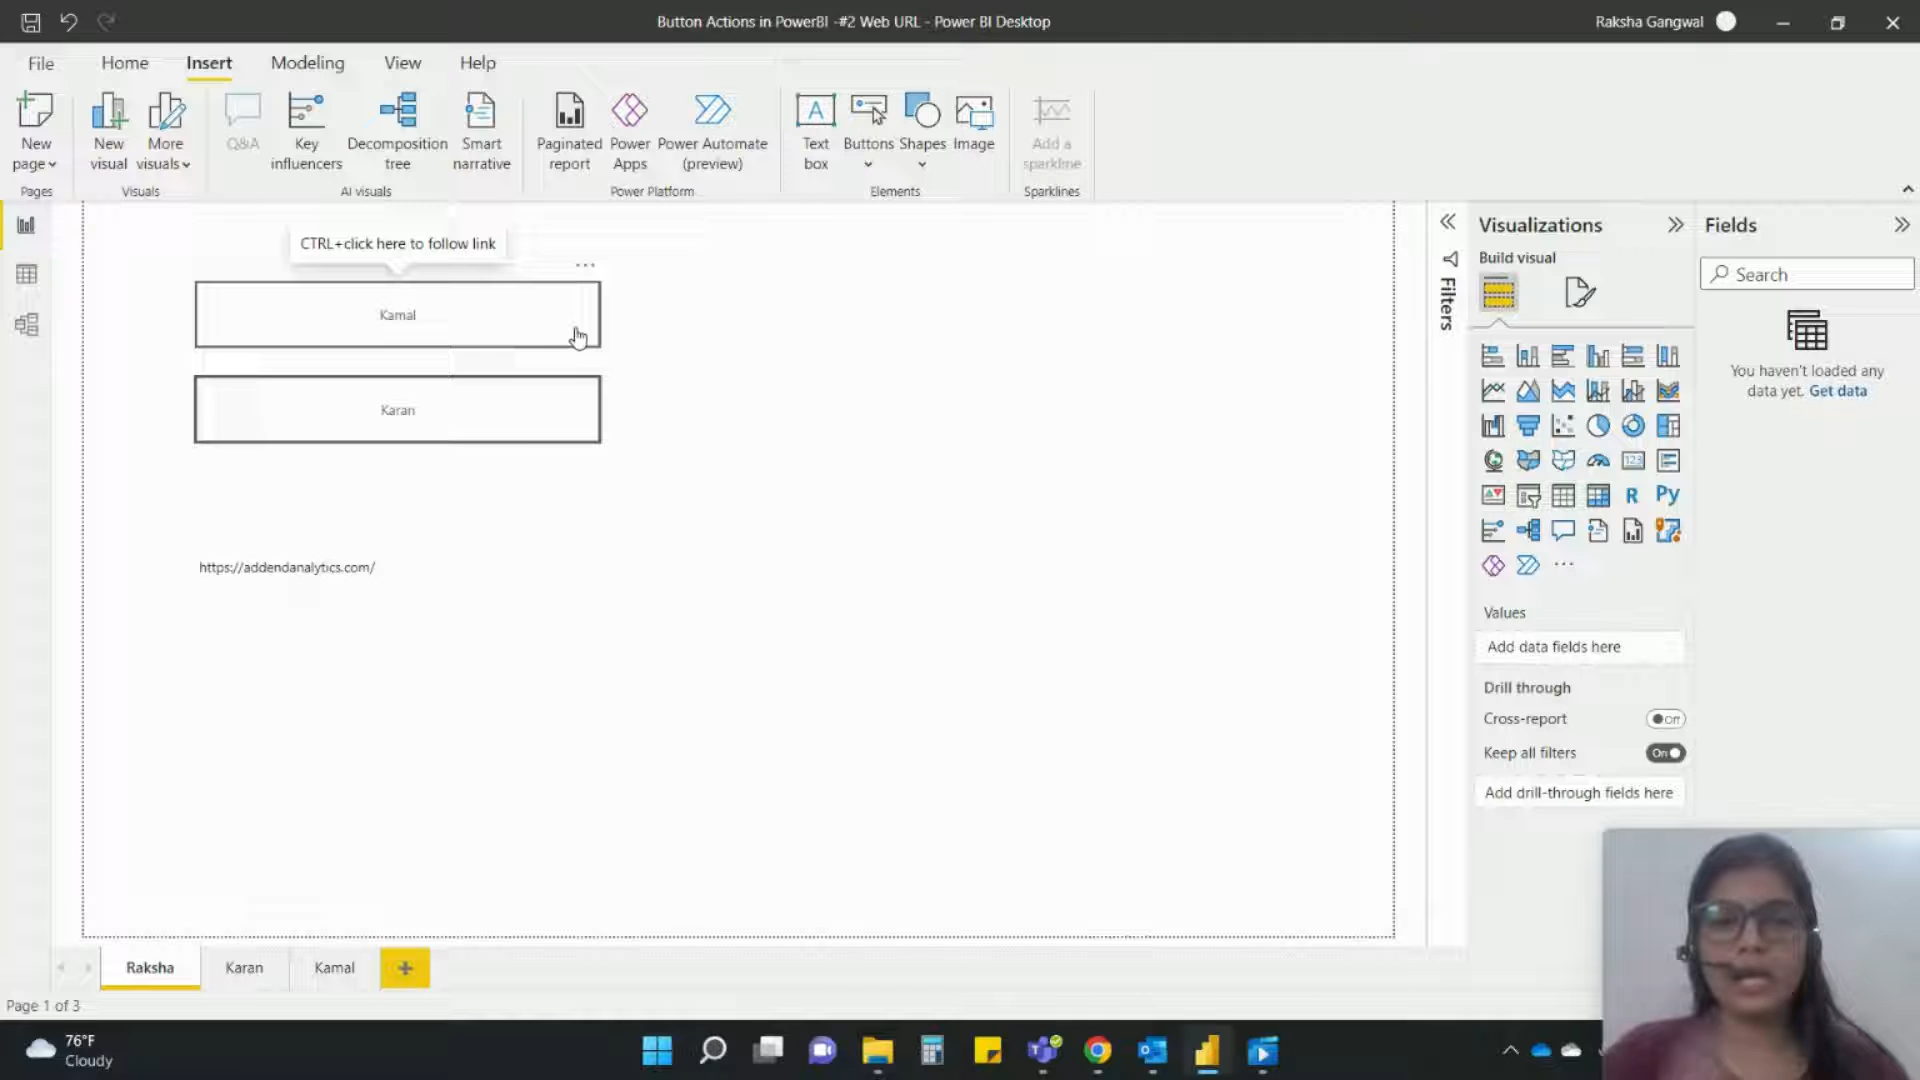 Button Actions in PowerBI -#2 Web URL - Power BI Desktop
Raksha Gangwal
File
Home
Insert
Modeling
View
Help
New page
New visual
More visuals
Q&A
Key influencers
Decomposition tree
Smart narrative
Paginated report
Power Apps
Power Automate (preview)
Text box
Buttons
Shapes
Image
Add a sparkline
Pages
Visuals
AI visuals
Power Platform
Elements
Sparklines
CTRL+click here to follow link
Kamal
Karan
https://addendanalytics.com/
Filters
Visualizations
Build visual
R
Py
123
Values
Add data fields here
Drill through
Cross-report
Off
Keep all filters
On
Add drill-through fields here
Fields
Search
You haven't loaded any
data yet. Get data
Raksha
Karan
Kamal
Page 1 of 3
76°F
Cloudy